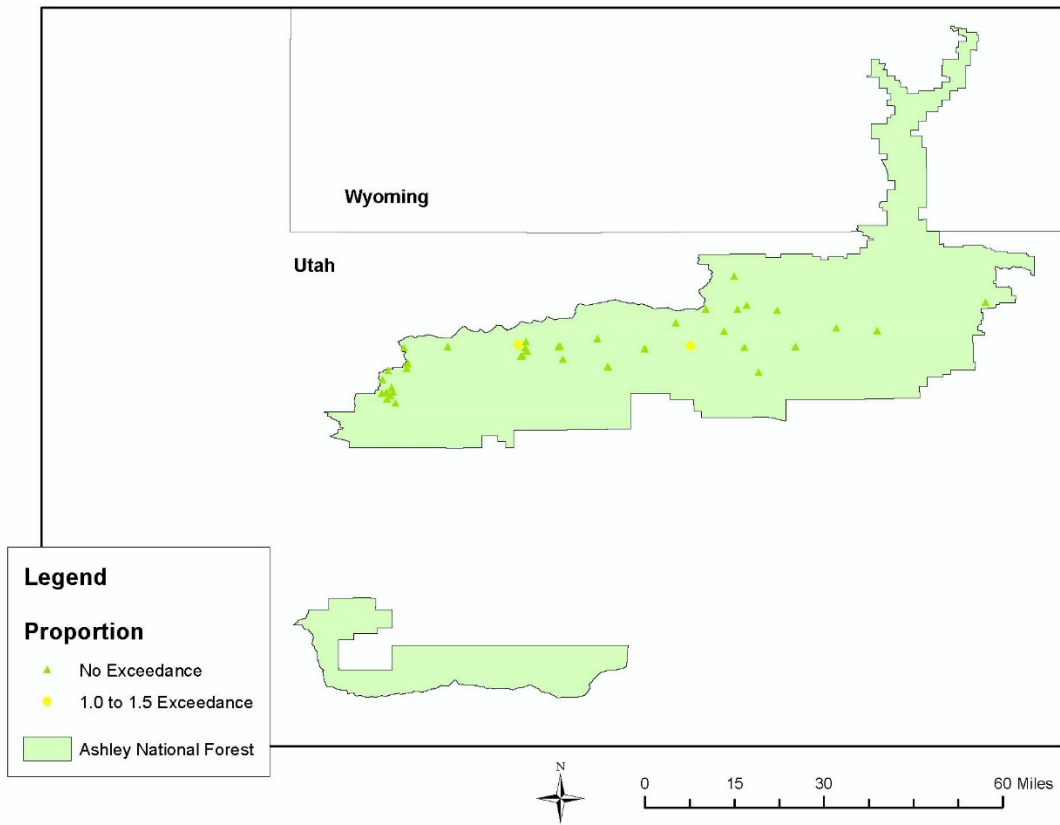 Wyoming
Utah
Legend
Proportion
No Exceedance
1.0 to 1.5 Exceedance
Ashley National Forest
N
0 15 30 60 Miles